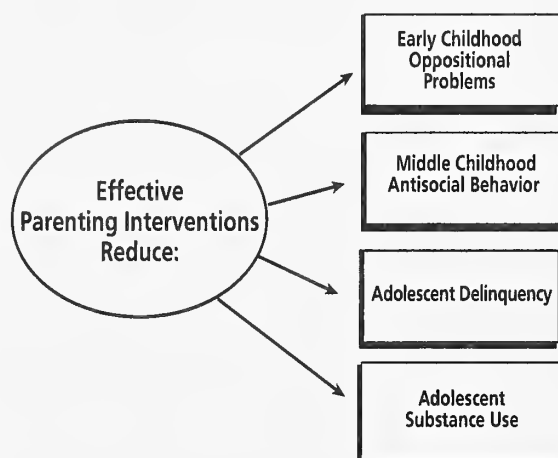 Early Childhood
Oppositional
Problems
Effective
Parenting Interventions
Reduce:
Middle Childhood
Antisocial Behavior
Adolescent Delinquency
Adolescent
Substance Use